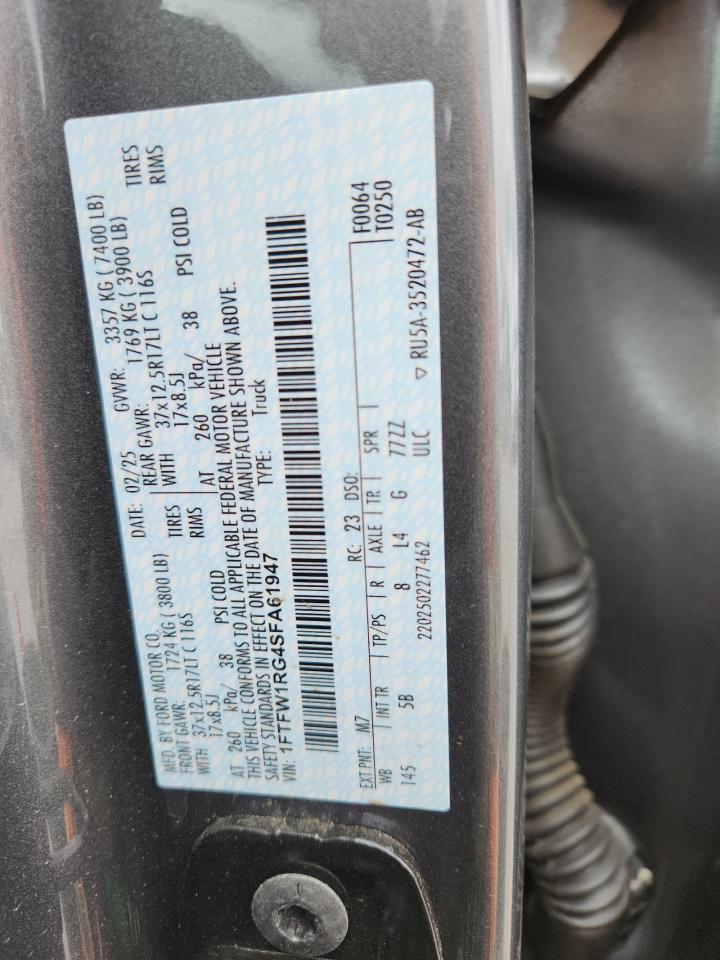 MFD. BY FORD MOTOR CO. DATE: 02/25 GVWR: 3357 KG ( 7400 LB)
FRONT GAWR: 1724 KG ( 3800 LB) REAR GAWR: 1769 KG ( 3900 LB)
WITH 37x12.5R17LT C 116S TIRES WITH 37x12.5R17LT C 116S TIRES
17x8.5J RIMS 17x8.5J RIMS
AT 260 kPa/ 38 PSI COLD AT 260 kPa/ 38 PSI COLD
THIS VEHICLE CONFORMS TO ALL APPLICABLE FEDERAL MOTOR VEHICLE
SAFETY STANDARDS IN EFFECT ON THE DATE OF MANUFACTURE SHOWN ABOVE.
VIN: 1FTFW1RG4SFA61947 TYPE: Truck
EXT PNT: M7 RC: 23 DSO: F0064
WB INT TR TP/PS R AXLE TR SPR T0250
145 5B 8 L4 G 77ZZ
2202502277462 ULC ▽ RU5A-3520472-AB